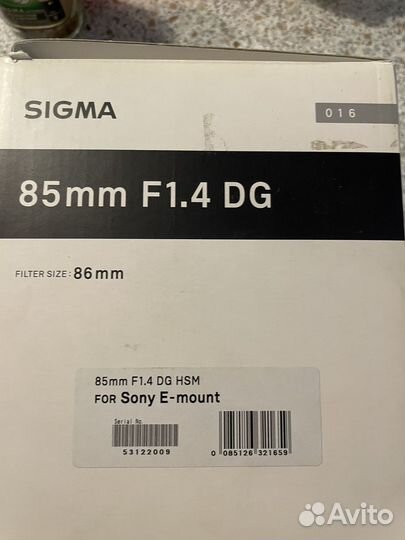 SIGMA
016
85mm F1.4 DG
FILTER SIZE : 86mm
85mm F1.4 DG HSM
FOR Sony E-mount
Serial No.
53122009
0 085126 321659
Avito